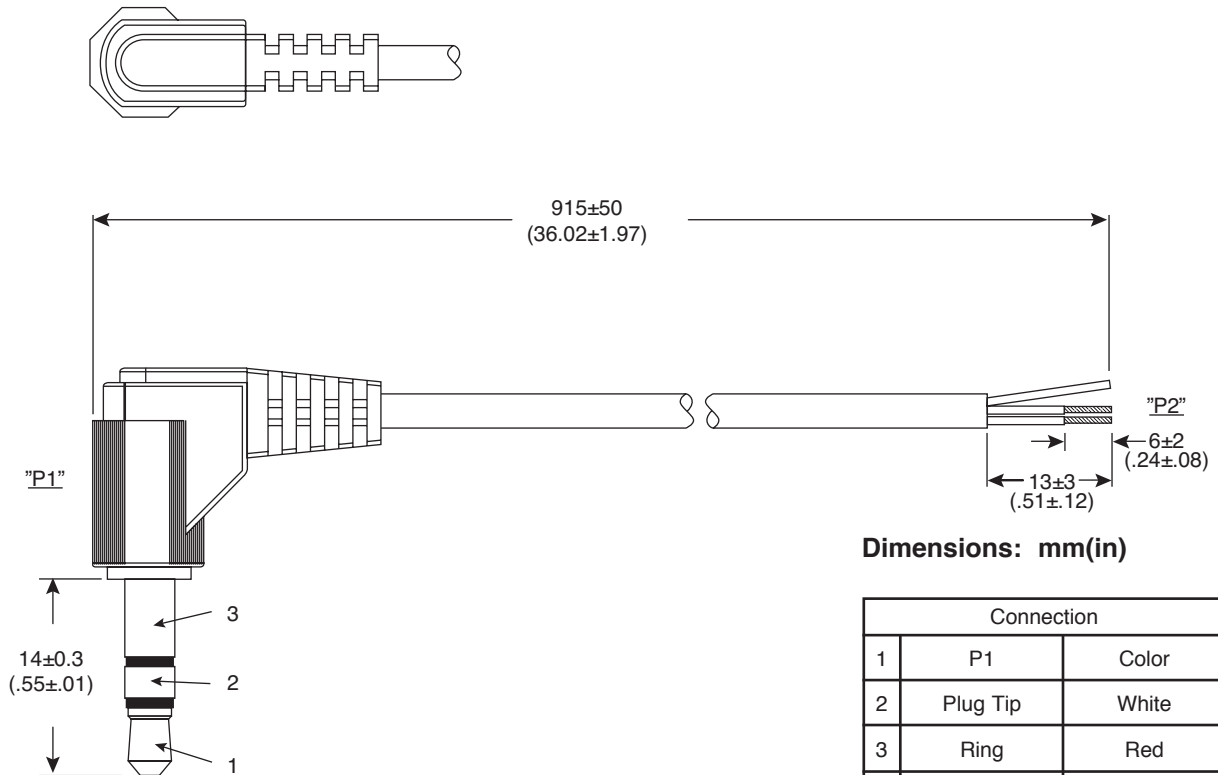 915±50
(36.02±1.97)
"P2"
6±2
(.24±.08)
"P1"
13±3
(.51±.12)
Dimensions: mm(in)
3
14±0.3
(.55±.01)
2
1
Connection
1 P1 Color
2 Plug Tip White
3 Ring Red